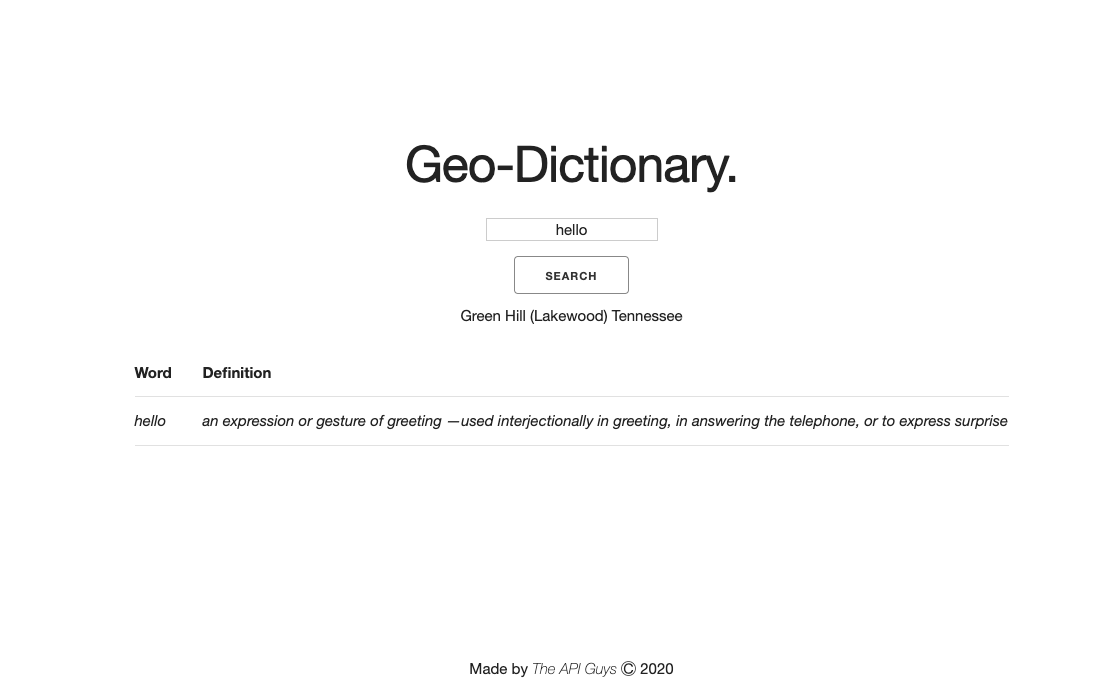 Geo-Dictionary.
hello
SEARCH
Green Hill (Lakewood) Tennessee
Word Definition
hello an expression or gesture of greeting —used interjectionally in greeting, in answering the telephone, or to express surprise
Made by The API Guys © 2020